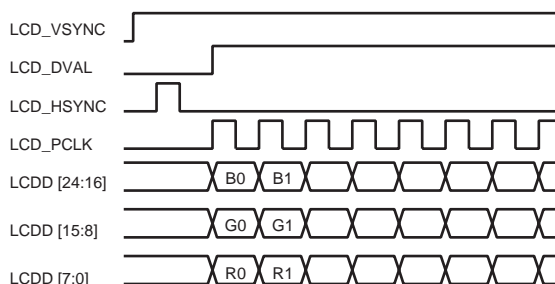 LCD_VSYNC
LCD_DVAL
LCD_HSYNC
LCD_PCLK
LCDD [24:16] B0 B1
LCDD [15:8] G0 G1
LCDD [7:0] R0 R1